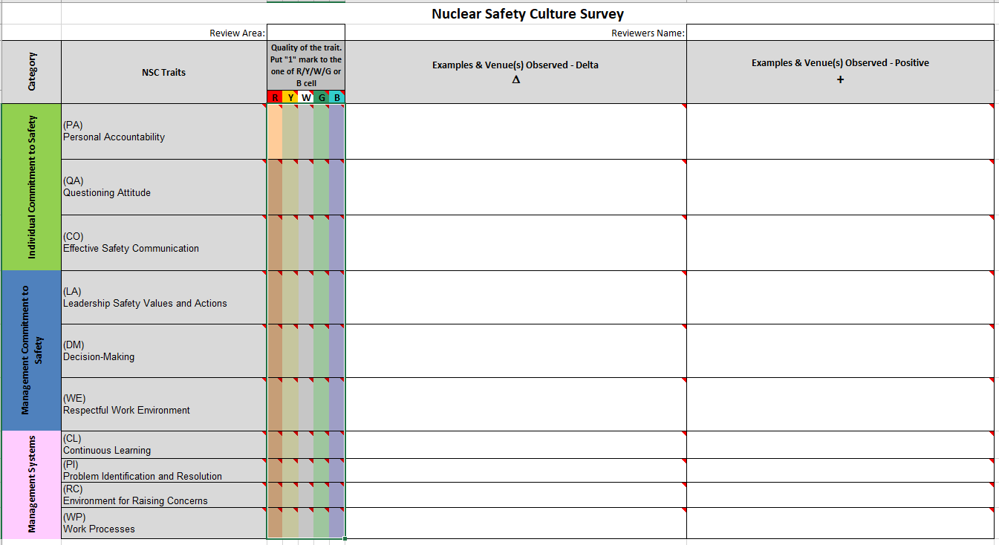 Nuclear Safety Culture Survey
Review Area:
Reviewers Name:
Category
NSC Traits
Quality of the trait.
Put "1" mark to the
one of R/Y/W/G or
B cell
R Y W G B
Examples & Venue(s) Observed - Delta
Δ
Examples & Venue(s) Observed - Positive
+
Individual Commitment to Safety
(PA)
Personal Accountability
(QA)
Questioning Attitude
(CO)
Effective Safety Communication
Management Commitment to
Safety
(LA)
Leadership Safety Values and Actions
(DM)
Decision-Making
(WE)
Respectful Work Environment
Management Systems
(CL)
Continuous Learning
(PI)
Problem Identification and Resolution
(RC)
Environment for Raising Concerns
(WP)
Work Processes